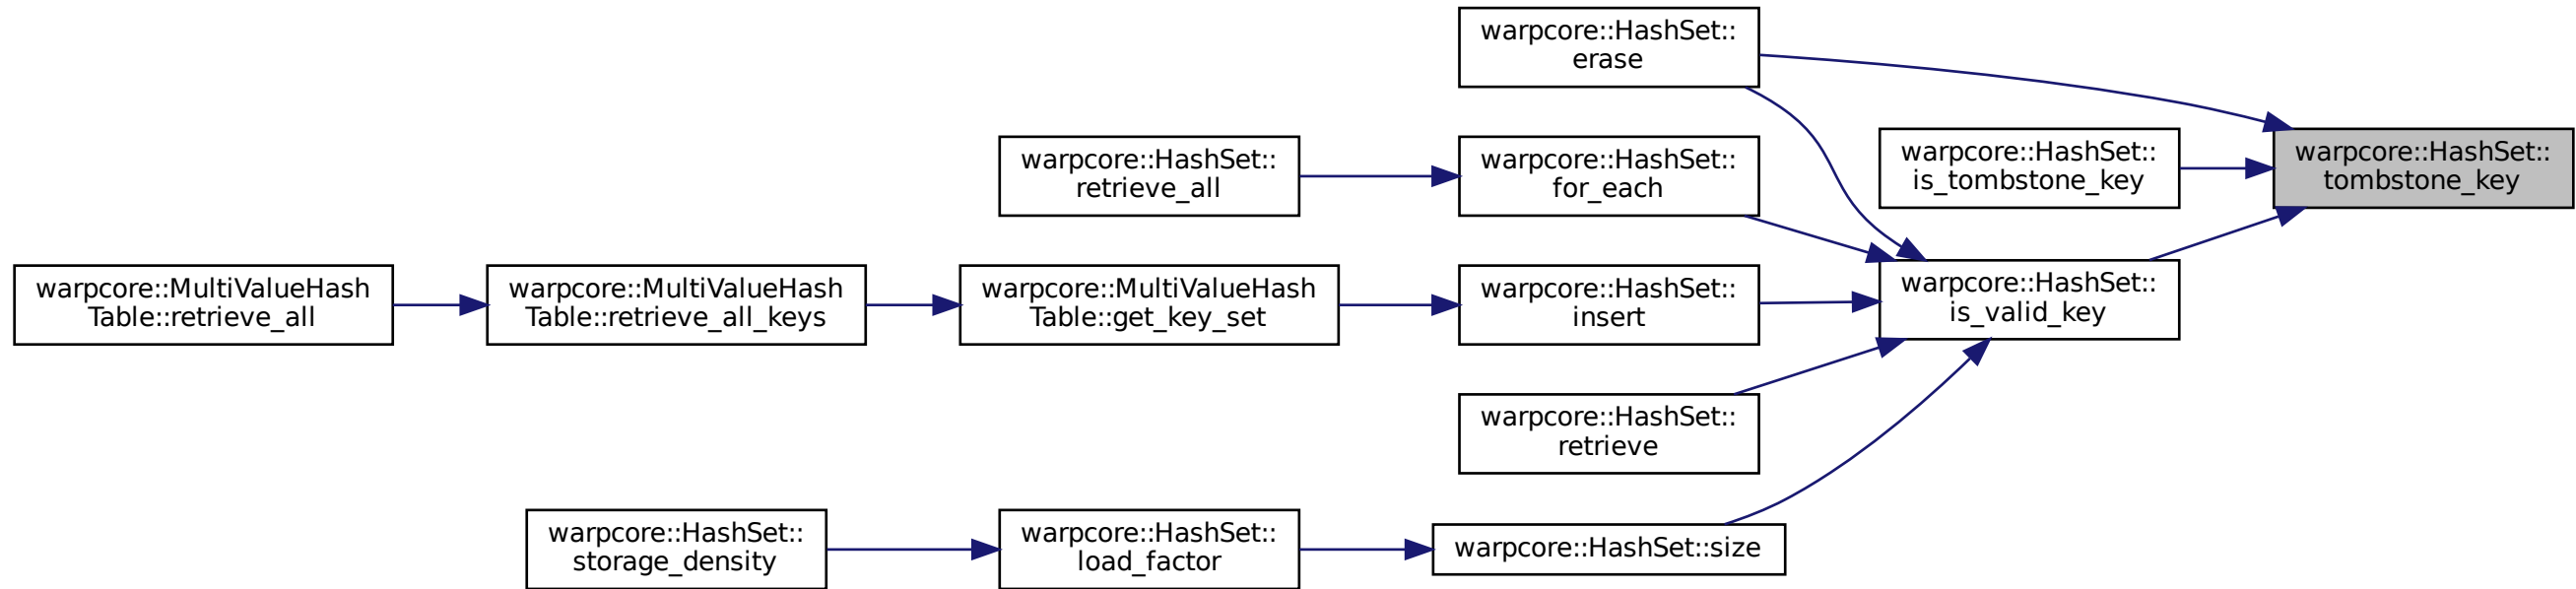 warpcore::HashSet::
erase
warpcore::HashSet::
retrieve_all
warpcore::HashSet::
for_each
warpcore::HashSet::
is_tombstone_key
warpcore::HashSet::
tombstone_key
warpcore::MultiValueHash
Table::retrieve_all
warpcore::MultiValueHash
Table::retrieve_all_keys
warpcore::MultiValueHash
Table::get_key_set
warpcore::HashSet::
insert
warpcore::HashSet::
is_valid_key
warpcore::HashSet::
retrieve
warpcore::HashSet::
storage_density
warpcore::HashSet::
load_factor
warpcore::HashSet::size